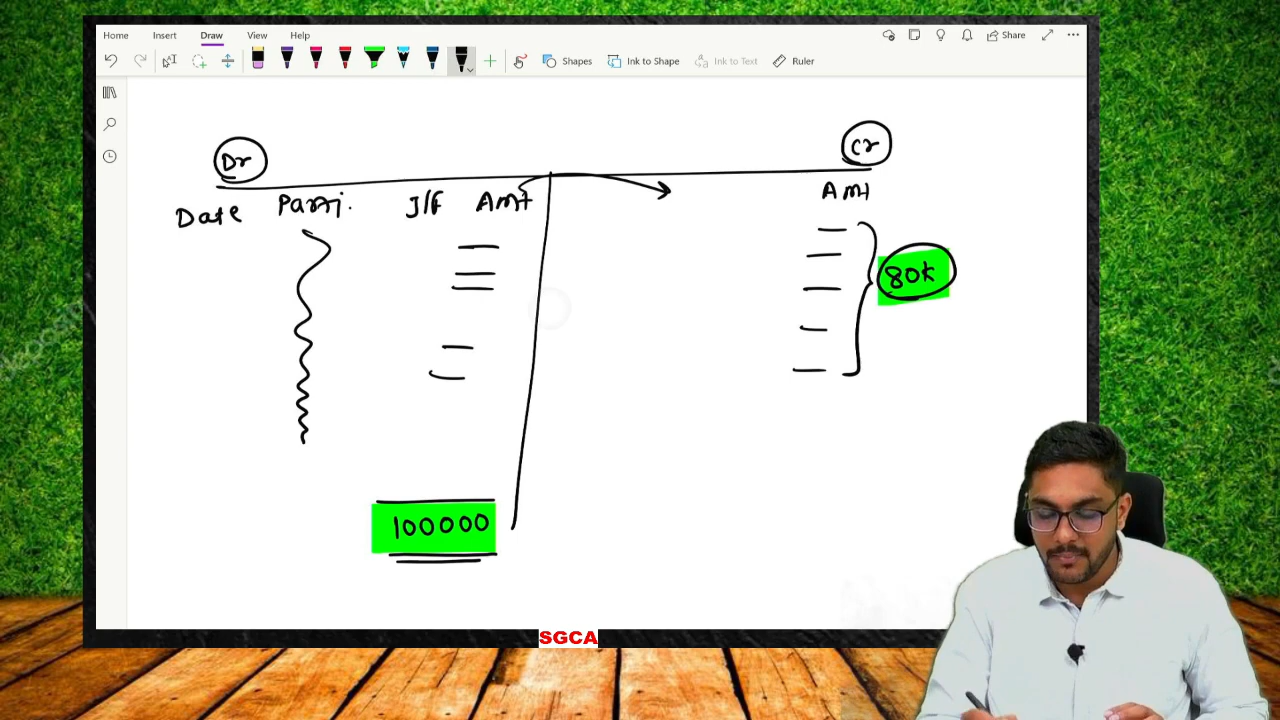 Home Insert Draw View Help
Share
Shapes Ink to Shape Ink to Text Ruler
Dr Cr
Date J/F Amt Amt
80k
100000
SGCA